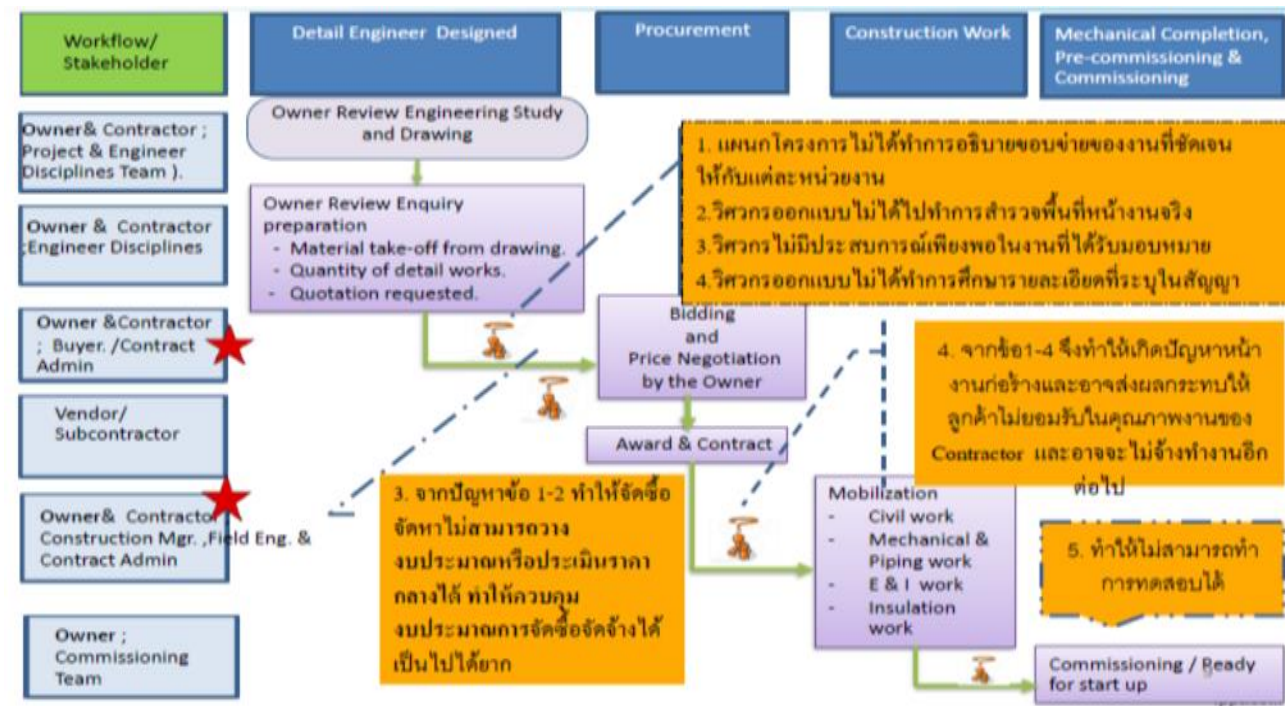 Workflow/
Stakeholder
Detail Engineer Designed
Procurement
Construction Work
Mechanical Completion,
Pre-commissioning &
Commissioning
Owner& Contractor ;
Project & Engineer
Disciplines Team ).
Owner & Contractor
;Engineer Disciplines
Owner &Contractor
; Buyer. /Contract
Admin
Vendor/
Subcontractor
Owner& Contractor
Construction Mgr. ,Field Eng. &
Contract Admin
Owner ;
Commissioning
Team
Owner Review Engineering Study
and Drawing
Owner Review Enquiry
preparation
- Material take-off from drawing.
- Quantity of detail works.
- Quotation requested.
1. แผนกโครงการไม่ได้ทำการอธิบายขอบข่ายของงานที่ชัดเจน
ให้กับแต่ละหน่วยงาน
2.วิศวกรออกแบบไม่ได้ไปทำการสำรวจพื้นที่หน้างานจริง
3.วิศวกรไม่มีประสบการณ์เพียงพอในงานที่ได้รับมอบหมาย
4.วิศวกรออกแบบไม่ได้ทำการศึกษารายละเอียดที่ระบุในสัญญา
Bidding
and
Price Negotiation
by the Owner
Award & Contract
3. จากปัญหาข้อ 1-2 ทำให้จัดซื้อ
จัดหาไม่สามารถวาง
งบประมาณหรือประเมินราคา
กลางได้ ทำให้ควบคุม
งบประมาณการจัดซื้อจัดจ้างได้
เป็นไปได้ยาก
4. จากข้อ1-4 จึงทำให้เกิดปัญหาหน้า
งานก่อร้างและอาจส่งผลกระทบให้
ลูกค้าไม่ยอมรับในคุณภาพงานของ
Contractor และอาจจะไม่จ้างทำงานอีก
ต่อไป
Mobilization
- Civil work
- Mechanical &
Piping work
- E & I work
- Insulation
work
5. ทำให้ไม่สามารถทำ
การทดสอบได้
Commissioning / Ready
for start up